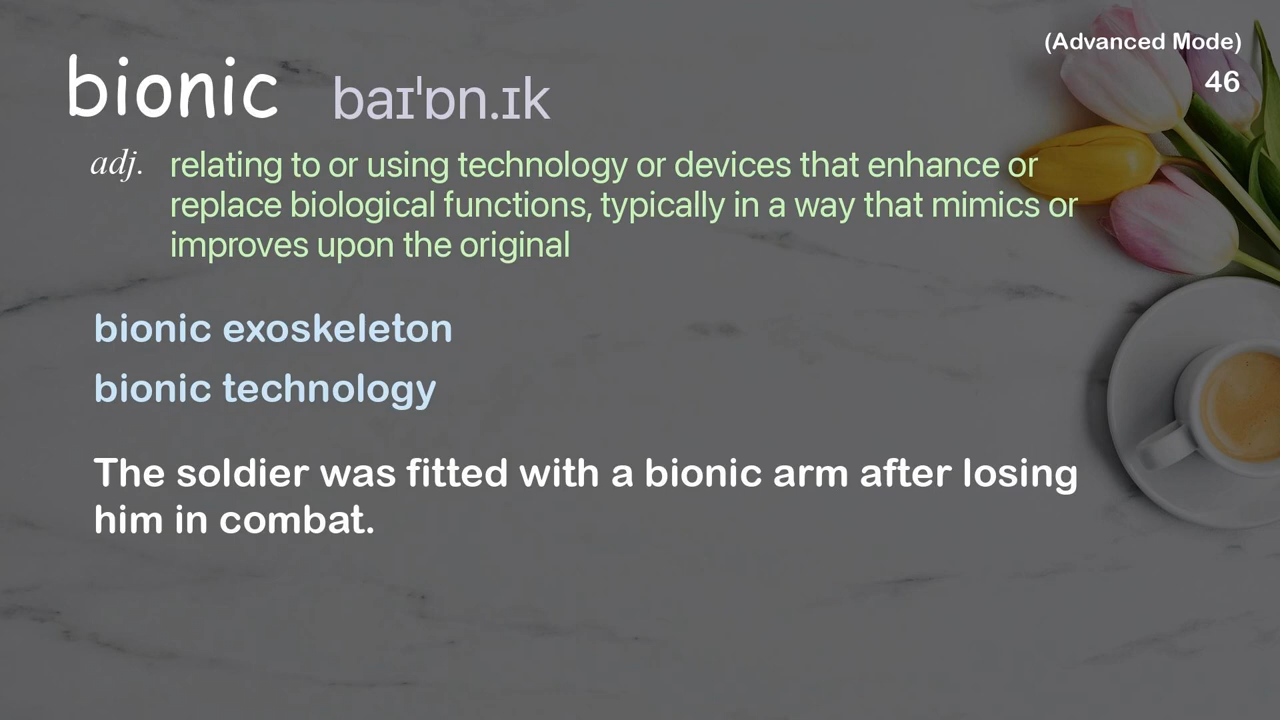 (Advanced Mode)
bionic baɪˈɒn.ɪk
46
adj. relating to or using technology or devices that enhance or
replace biological functions, typically in a way that mimics or
improves upon the original
bionic exoskeleton
bionic technology
The soldier was fitted with a bionic arm after losing
him in combat.